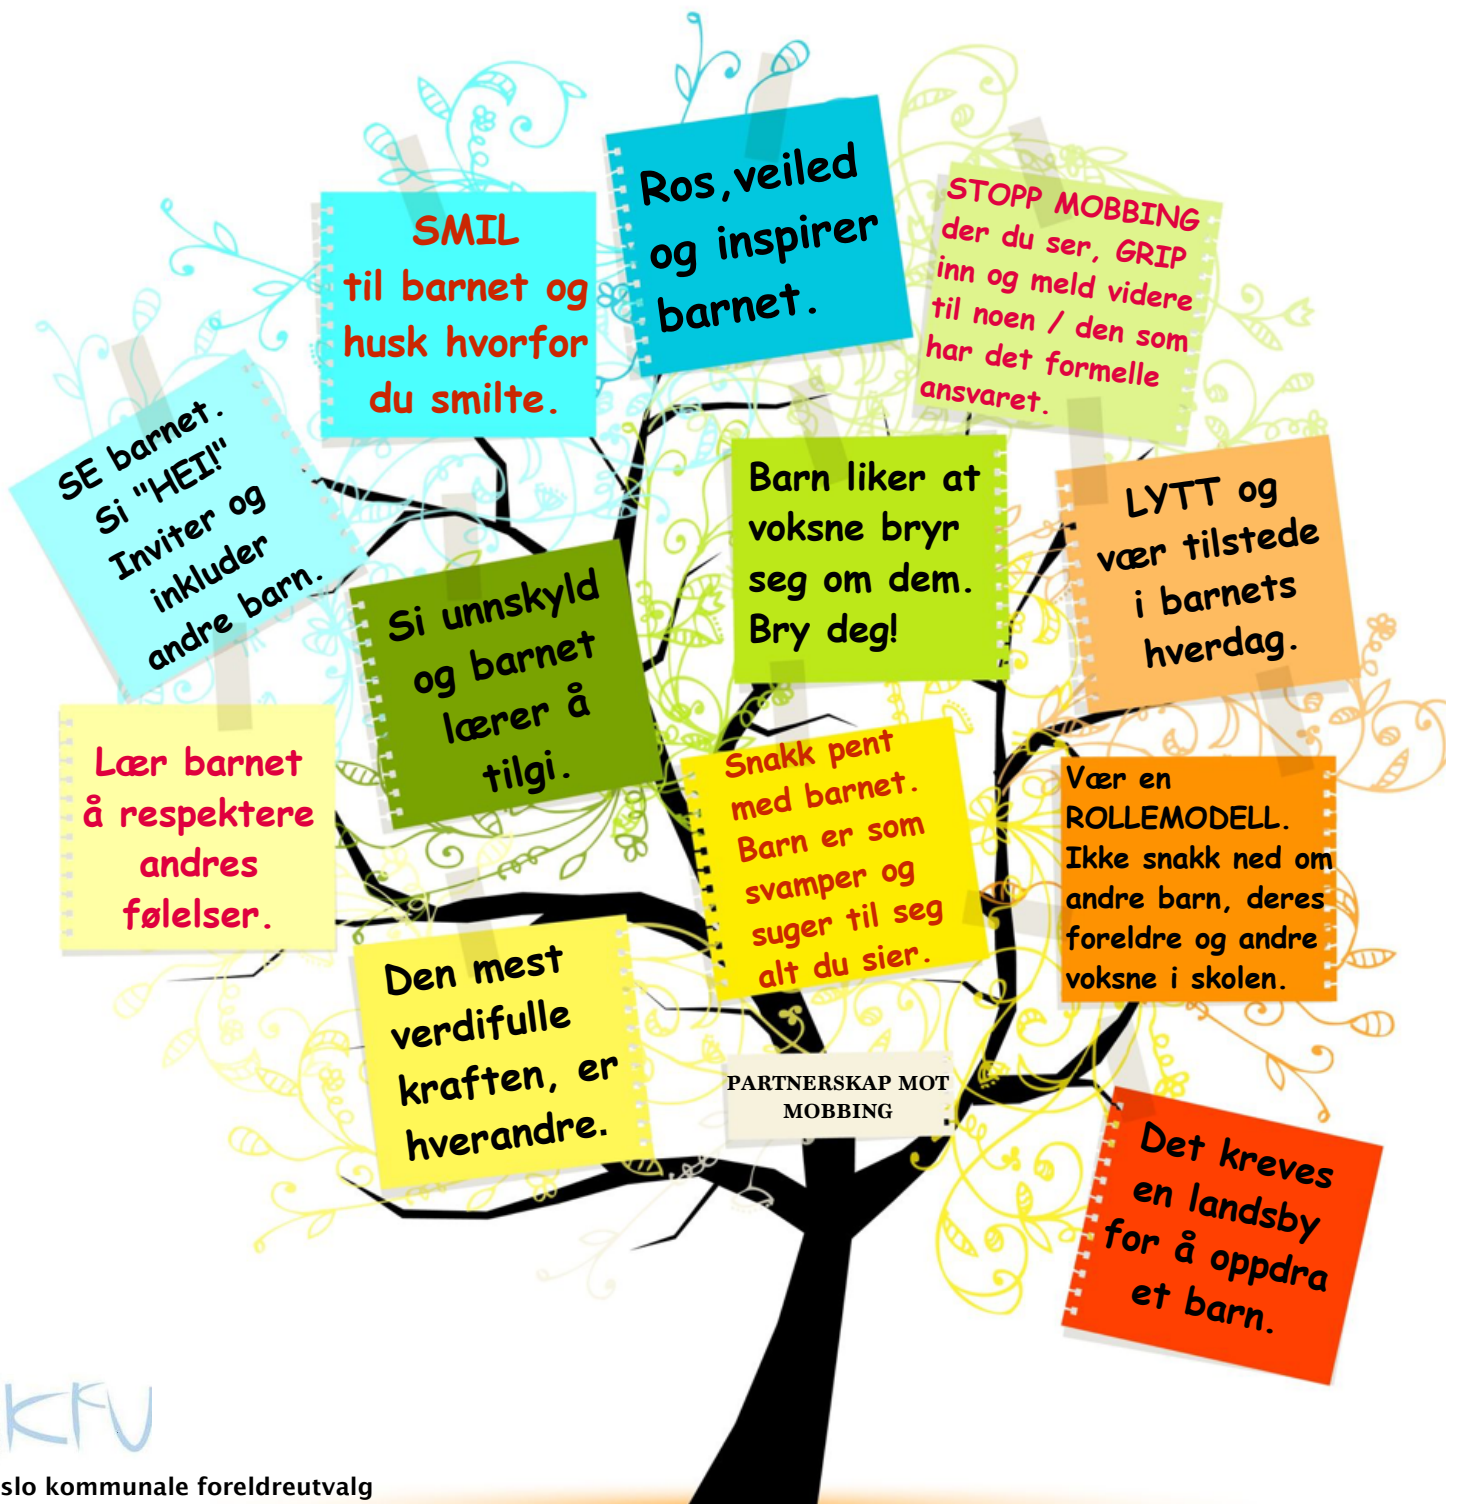 SMIL
til barnet og
husk hvorfor
du smilte.
Ros,veiled
og inspirer
barnet.
STOPP MOBBING
der du ser, GRIP
inn og meld videre
til noen / den som
har det formelle
ansvaret.
SE barnet.
Si "HEI!"
Inviter og
inkluder
andre barn.
Si unnskyld
og barnet
lærer å
tilgi.
Barn liker at
voksne bryr
seg om dem.
Bry deg!
LYTT og
vær tilstede
i barnets
hverdag.
Lær barnet
å respektere
andres
følelser.
Snakk pent
med barnet.
Barn er som
svamper og
suger til seg
alt du sier.
Vær en
ROLLEMODELL.
Ikke snakk ned om
andre barn, deres
foreldre og andre
voksne i skolen.
Den mest
verdifulle
kraften, er
hverandre.
PARTNERSKAP MOT
MOBBING
Det kreves
en landsby
for å oppdra
et barn.
KFU
slo kommunale foreldreutvalg